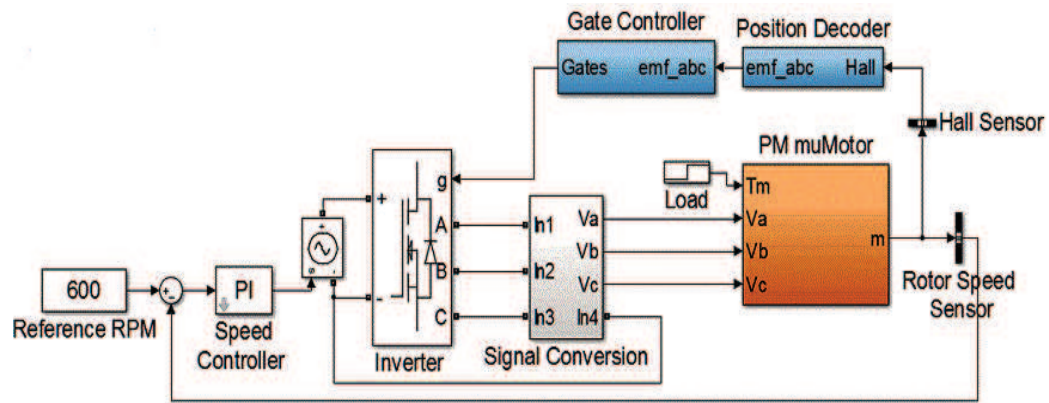 Gate Controller
Position Decoder
Gates
emf_abc
emf_abc
Hall
Hall Sensor
PM muMotor
g
Load
Tm
+
A
In1
Va
Va
m
B
In2
Vb
Vb
600
+
-
PI
-
Vc
Vc
Rotor Speed
Sensor
Reference RPM
Speed
Controller
C
In3
In4
Inverter
Signal Conversion